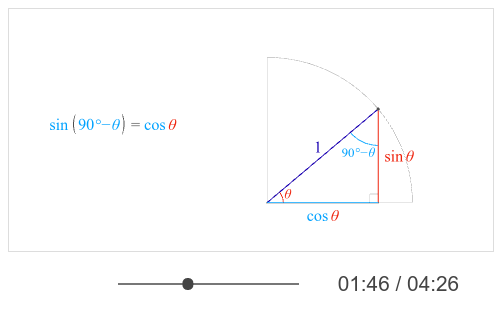 sin (90°−θ) = cos θ
1
90°−θ
sin θ
θ
cos θ
01:46 / 04:26